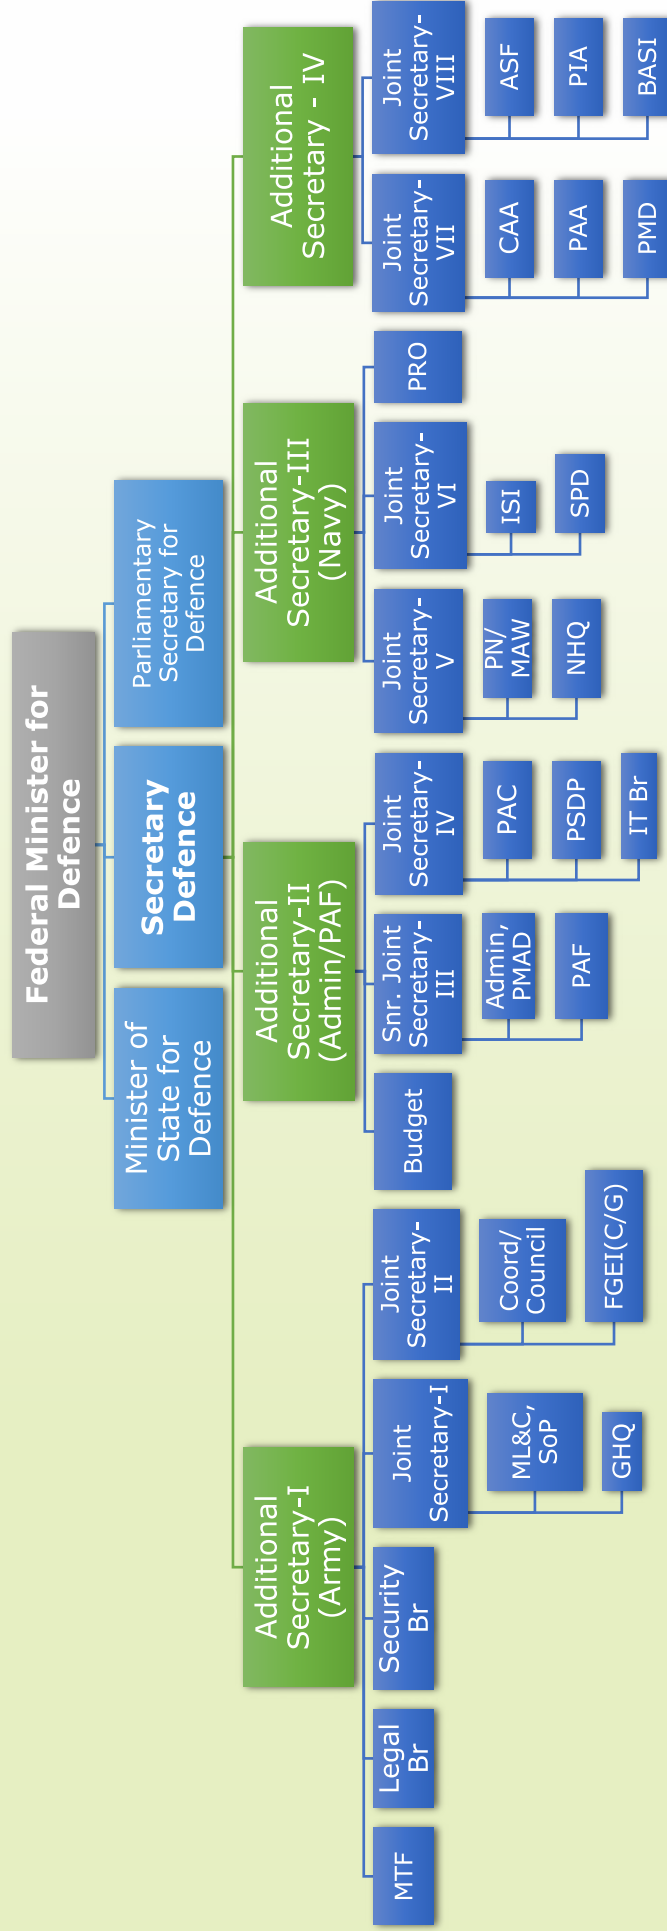 Federal Minister for
Defence
Minister of
State for
Defence
Secretary
Defence
Parliamentary
Secretary for
Defence
Additional
Secretary-I
(Army)
Additional
Secretary-II
(Admin/PAF)
Additional
Secretary-III
(Navy)
Additional
Secretary - IV
MTF
Legal
Br
Security
Br
Joint
Secretary-I
ML&C,
SoP
GHQ
Joint
Secretary-
II
Coord/
Council
FGEI(C/G)
Budget
Snr. Joint
Secretary-
III
Admin,
PMAD
PAF
Joint
Secretary-
IV
PAC
PSDP
IT Br
Joint
Secretary-
V
PN/
MAW
NHQ
Joint
Secretary-
VI
ISI
SPD
PRO
Joint
Secretary-
VII
CAA
PAA
PMD
Joint
Secretary-
VIII
ASF
PIA
BASI